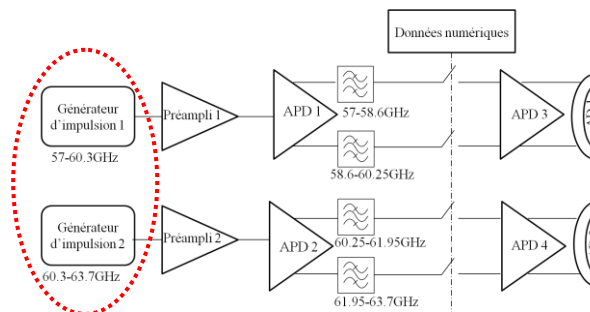 Données numériques
Générateur
d'impulsion 1
57-60.3GHz
Préampli 1
APD 1
57-58.6GHz
58.6-60.25GHz
APD 3
Générateur
d'impulsion 2
60.3-63.7GHz
Préampli 2
APD 2
60.25-61.95GHz
61.95-63.7GHz
APD 4